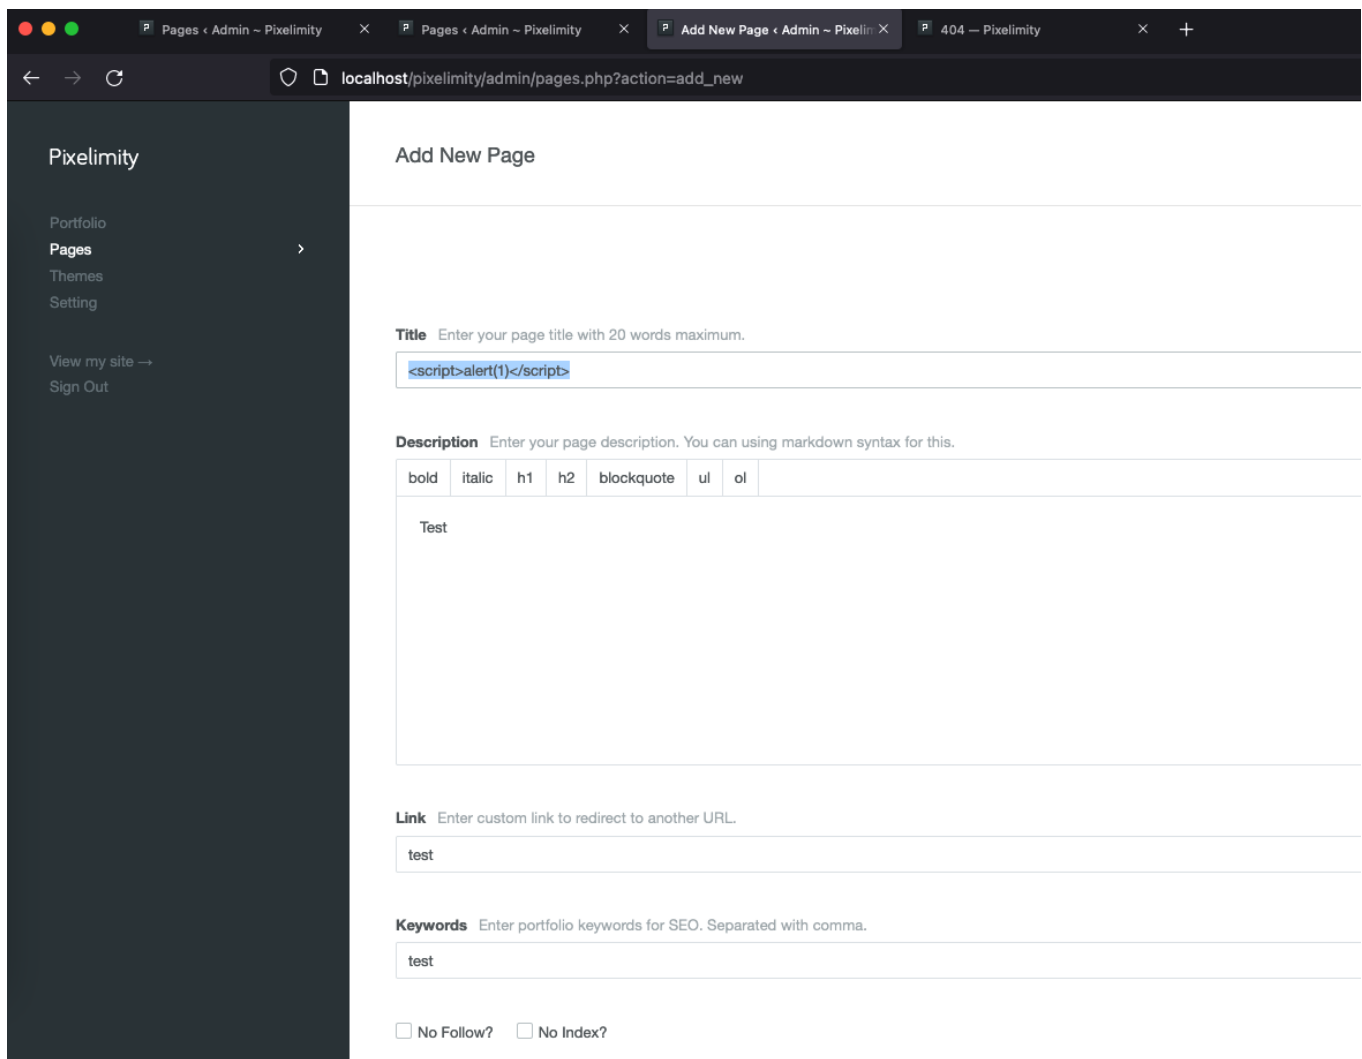 Pages ‹ Admin ~ Pixelimity
Pages ‹ Admin ~ Pixelimity
Add New Page ‹ Admin ~ Pixelim
404 — Pixelimity
localhost/pixelimity/admin/pages.php?action=add_new
Pixelimity
Portfolio
Pages
Themes
Setting
View my site →
Sign Out
Add New Page
Title Enter your page title with 20 words maximum.
<script>alert(1)</script>
Description Enter your page description. You can using markdown syntax for this.
bold italic h1 h2 blockquote ul ol
Test
Link Enter custom link to redirect to another URL.
test
Keywords Enter portfolio keywords for SEO. Separated with comma.
test
No Follow? No Index?